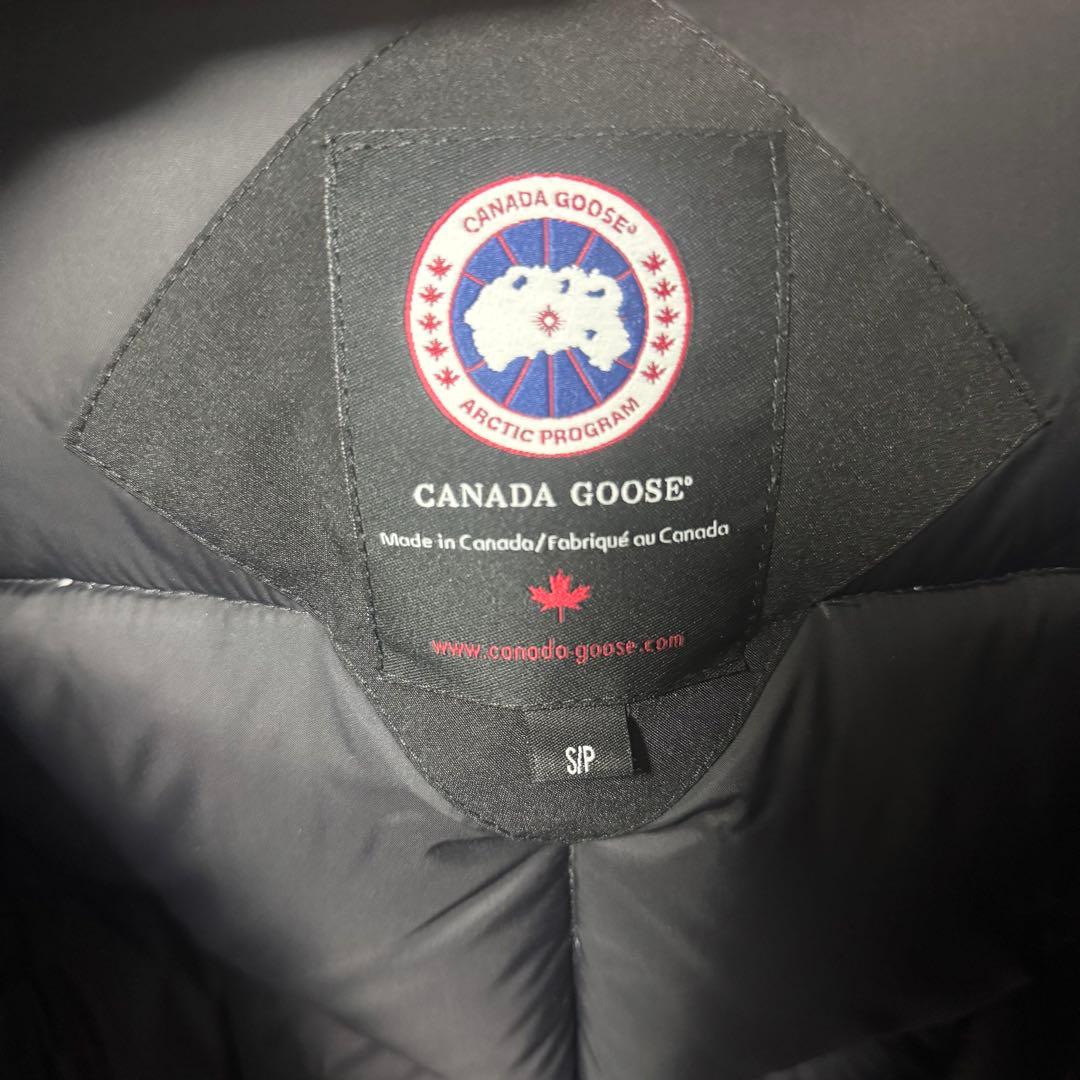 CANADA GOOSE®
ARCTIC PROGRAM
CANADA GOOSE®
Made in Canada/Fabriqué au Canada
www.canada-goose.com
S/P